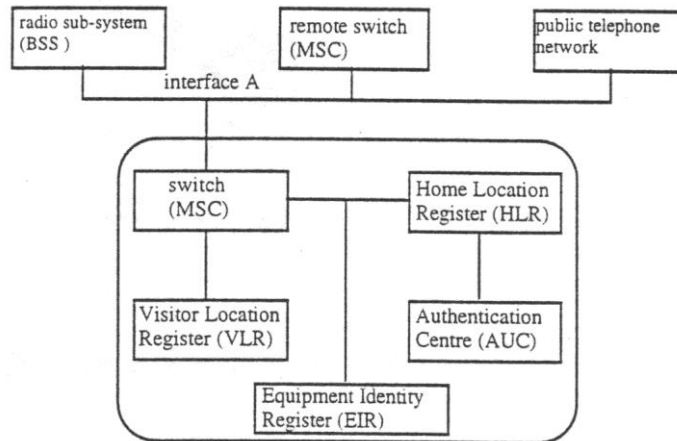 radio sub-system
(BSS )
remote switch
(MSC)
public telephone
network
interface A
switch
(MSC)
Home Location
Register (HLR)
Visitor Location
Register (VLR)
Authentication
Centre (AUC)
Equipment Identity
Register (EIR)